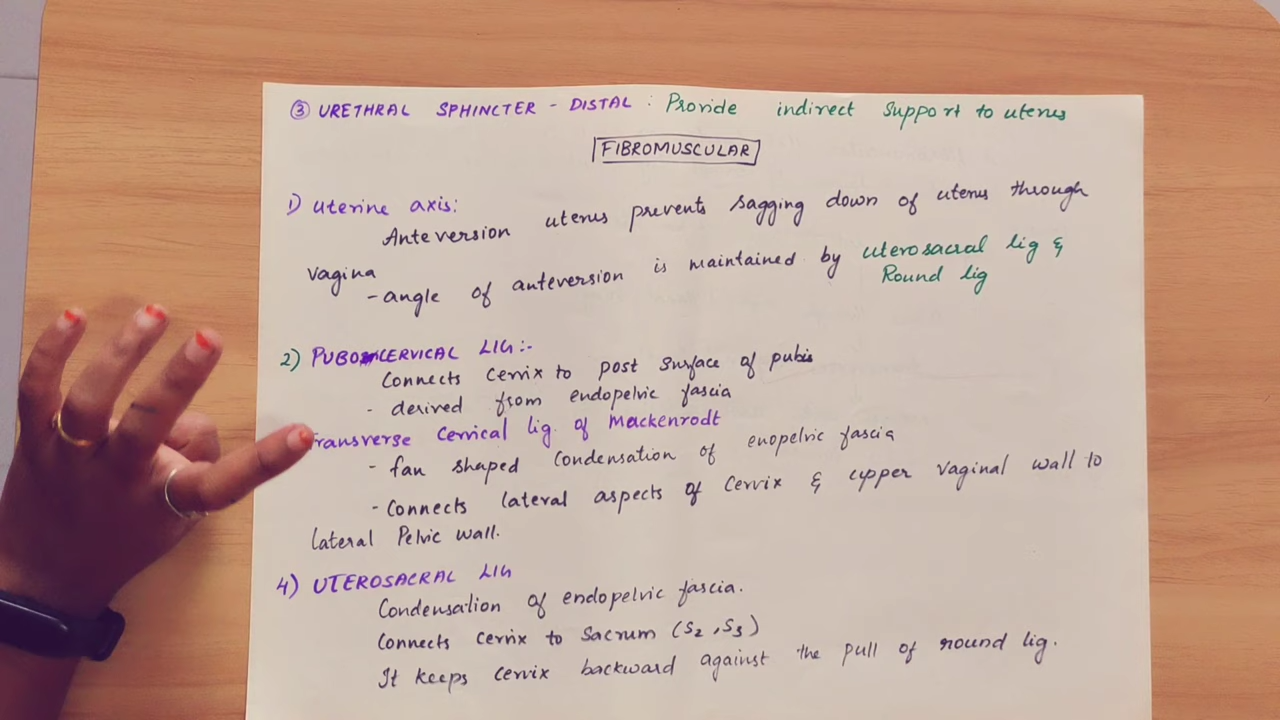 ③ URETHRAL SPHINCTER - DISTAL : Provide indirect support to uterus
FIBROMUSCULAR
1) Uterine axis:
Anteversion uterus prevents sagging down of uterus through
vagina
- angle of anteversion is maintained by uterosacral lig &
Round lig
2) PUBOCERVICAL LIG:-
Connects cervix to post surface of pubis
- derived from endopelvic fascia
Transverse Cervical lig. of Mackenrodt
- fan shaped condensation of enopelvic fascia
- Connects lateral aspects of cervix & upper vaginal wall to
lateral Pelvic wall.
4) UTEROSACRAL LIG
Condensation of endopelvic fascia.
Connects cervix to Sacrum (S2, S3)
It keeps cervix backward against the pull of round lig.